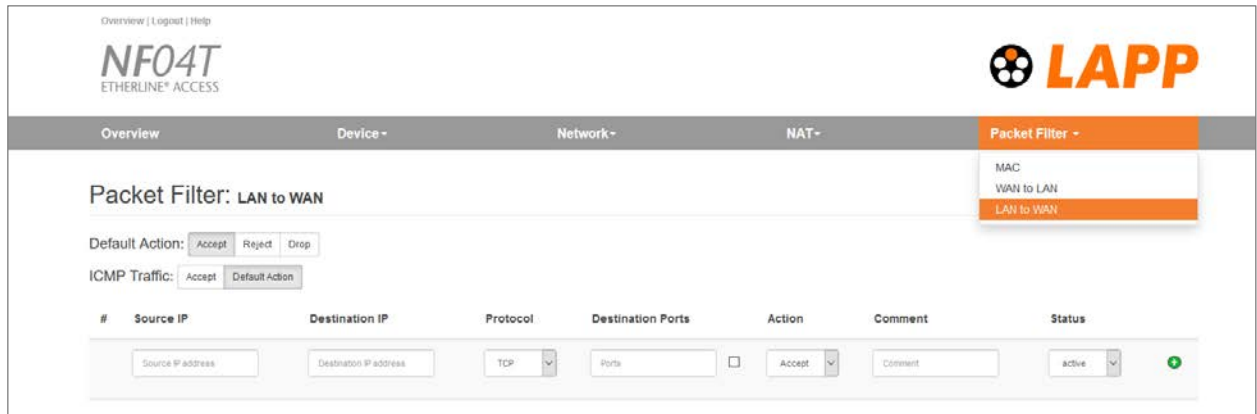 Overview | Logout | Help
NF04T
ETHERLINE® ACCESS
LAPP
Overview Device Network NAT Packet Filter
MAC
WAN to LAN
LAN to WAN
Packet Filter: LAN to WAN
Default Action: Accept Reject Drop
ICMP Traffic: Accept Default Action
# Source IP Destination IP Protocol Destination Ports Action Comment Status
Source IP address Destination IP address TCP Ports Accept Comment active